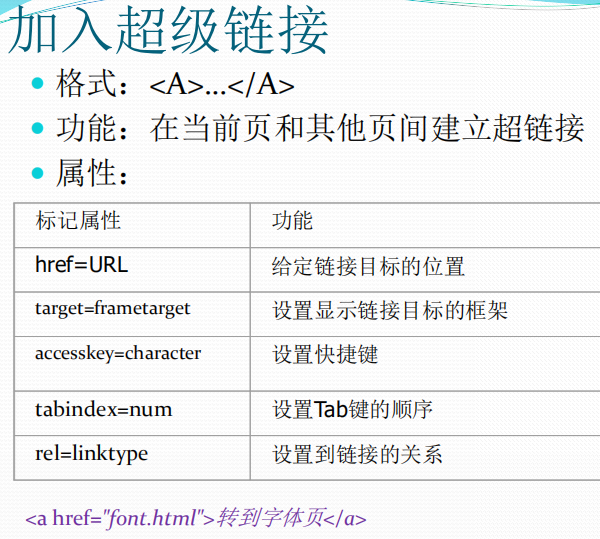 加入超级链接
格式：<A>...</A>
功能：在当前页和其他页间建立超链接
属性：
标记属性 功能
href=URL 给定链接目标的位置
target=frametarget 设置显示链接目标的框架
accesskey=character 设置快捷键
tabindex=num 设置Tab键的顺序
rel=linktype 设置到链接的关系
<a href="font.html">转到字体页</a>